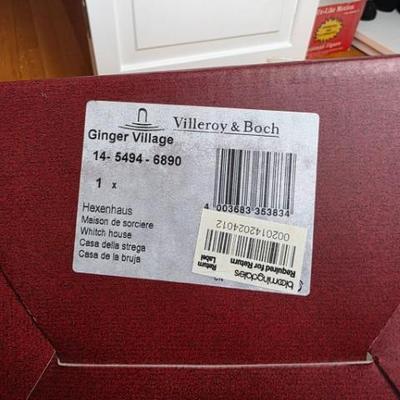 Villeroy & Boch
Ginger Village
14- 5494 - 6890
1 x
4 003683 353834
Hexenhaus
Maison de sorciere
Whitch house
Casa della strega
Casa de la bruja
bloomingdales
Required for Return
Return
Label
0020142024012